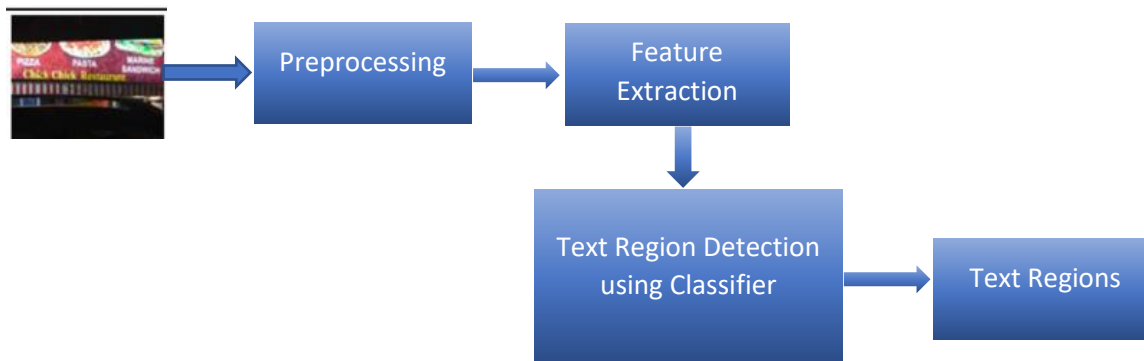 PIZZA
PASTA
MARINE
SANDWICH
Chick Chick Restaurant
Preprocessing
Feature
Extraction
Text Region Detection
using Classifier
Text Regions